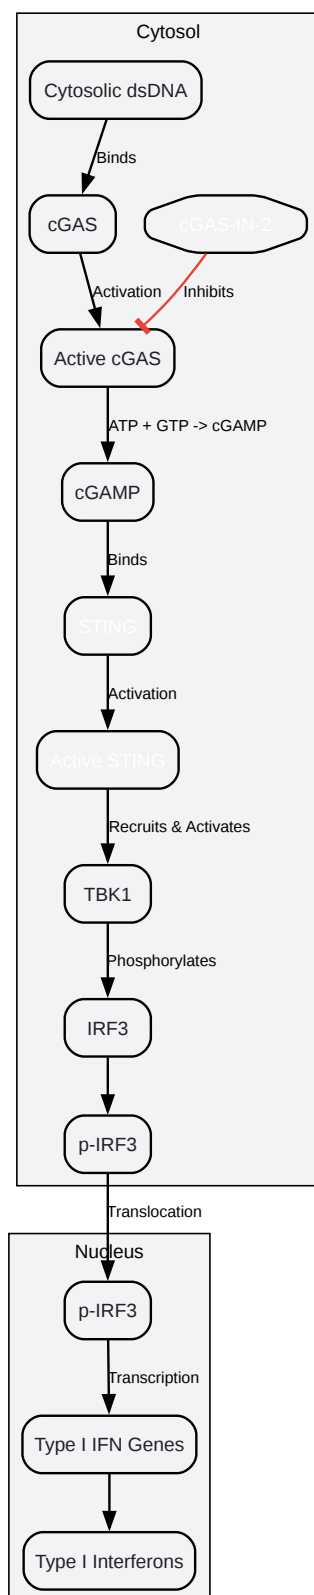 Cytosol
Cytosolic dsDNA
Binds
cGAS
cGAS-IN-2
Activation
Inhibits
Active cGAS
ATP + GTP -> cGAMP
cGAMP
Binds
STING
Activation
Active STING
Recruits & Activates
TBK1
Phosphorylates
IRF3
p-IRF3
Translocation
Nucleus
p-IRF3
Transcription
Type I IFN Genes
Type I Interferons